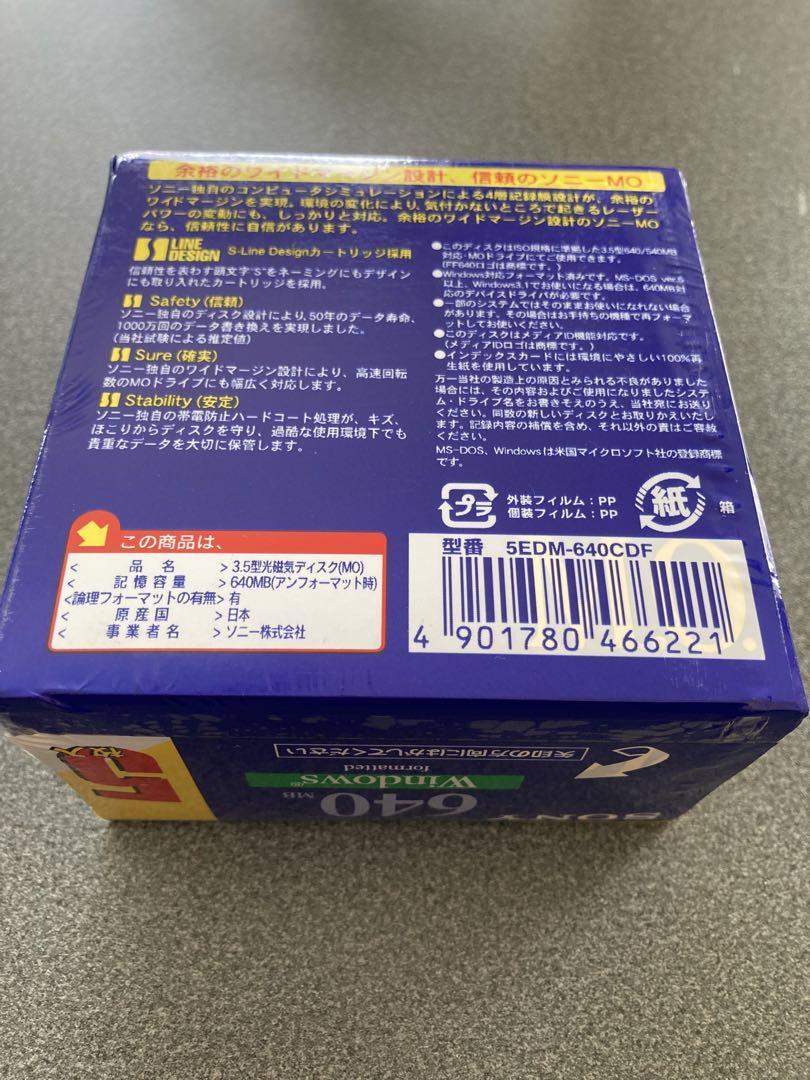 余裕のワイドマージン設計、信頼のソニーMO
ソニー独自のコンピュータシミュレーションによる4層記録膜設計が、余裕の
ワイドマージンを実現。環境の変化により、気付かないところで起きるレーザー
パワーの変動にも、しっかりと対応。余裕のワイドマージン設計のソニーMO
なら、信頼性に自信があります。
S LINE DESIGN S-Line Designカートリッジ採用
信頼性を表わす頭文字"S"をネーミングにもデザイン
にも取り入れたカートリッジを採用。
Safety(信頼)
ソニー独自のディスク設計により、50年のデータ寿命、
1000万回のデータ書き換えを実現しました。
(当社試験による推定値)
Sure(確実)
ソニー独自のワイドマージン設計により、高速回転
数のMOドライブにも幅広く対応します。
Stability(安定)
ソニー独自の帯電防止ハードコート処理が、キズ、
ほこりからディスクを守り、過酷な使用環境下でも
貴重なデータを大切に保管します。
●このディスクはISO規格に準拠した3.5型640/540MB
対応・MOドライブにてご使用できます。
(FF640ロゴは商標です。)
●Windows対応フォーマット済みです。MS-DOS ver.5
以上、Windows3.1でお使いになる場合は、640MB対
応のデバイスドライバが必要です。
●一部のシステムではそのままお使いになれない場合
があります。その場合はお手持ちの機種で再フォーマ
ットしてお使いください。
●このディスクはメディアID機能対応です。
(メディアIDロゴは商標です。)
●インデックスカードには環境にやさしい100%再
生紙を使用しています。
万一当社の製造上の原因とみられる不良がありました
場合には、その内容およびご使用になりましたシステ
ム・ドライブ名をお書きそえのうえ、当社宛にお送り
ください。同数の新しいディスクとお取りかえいたしま
す。記録内容の補償を含め、それ以外の責はご容赦
ください。
MS-DOS、Windowsは米国マイクロソフト社の登録商標
です。
プラ 外装フィルム:PP
個装フィルム:PP
紙 箱
この商品は、
< 品名 > 3.5型光磁気ディスク(MO)
< 記憶容量 > 640MB(アンフォーマット時)
<論理フォーマットの有無> 有
< 原産国 > 日本
< 事業者名 > ソニー株式会社
型番 5EDM-640CDF
4 901780 466221
矢印の方向にはがしてください
5枚入
formatted
Windows
640 MB
SONY